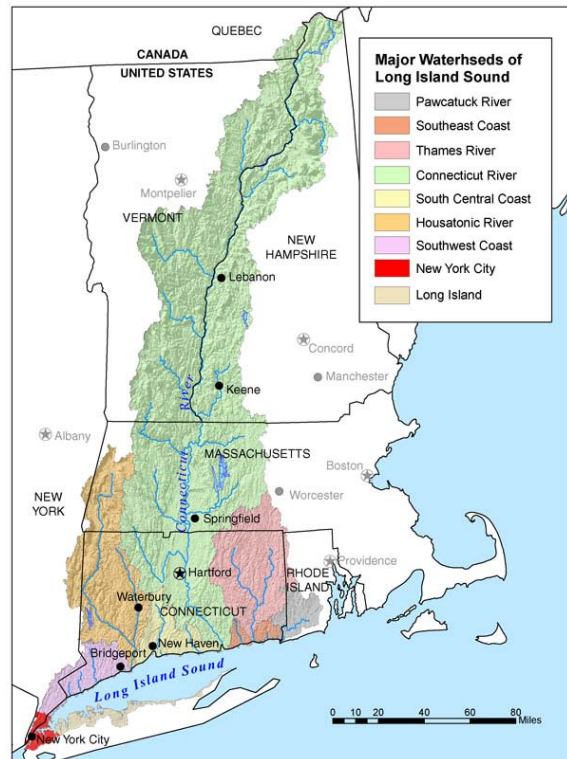 QUEBEC
CANADA
UNITED STATES
Major Waterhseds of
Long Island Sound
Pawcatuck River
Southeast Coast
Thames River
Connecticut River
South Central Coast
Housatonic River
Southwest Coast
New York City
Long Island
Burlington
Montpelier
VERMONT
NEW
HAMPSHIRE
Lebanon
Concord
Manchester
Keene
Connecticut River
Albany
MASSACHUSETTS
Boston
NEW
YORK
Worcester
Springfield
Providence
Hartford
RHODE
ISLAND
Waterbury
CONNECTICUT
New Haven
Bridgeport
Long Island Sound
New York City
0 10 20 40 60 80
Miles